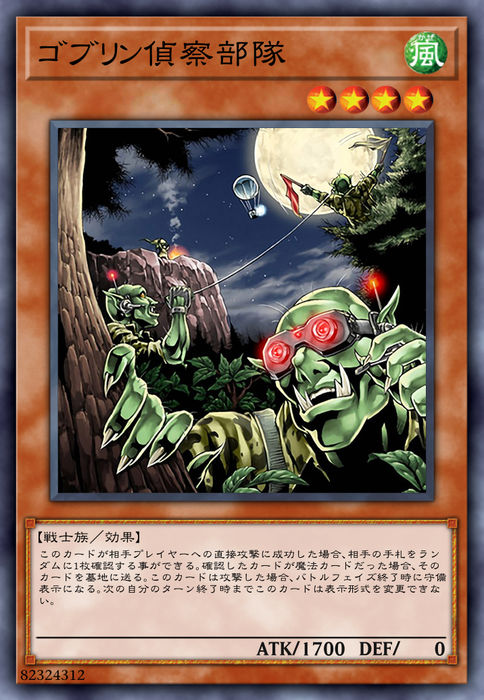 ゴブリン偵察部隊
かぜ
風
【戦士族／効果】
このカードが相手プレイヤーへの直接攻撃に成功した場合、相手の手札をラン
ダムに1枚確認する事ができる。確認したカードが魔法カードだった場合、その
カードを墓地に送る。このカードは攻撃した場合、バトルフェイズ終了時に守備
表示になる。次の自分のターン終了時までこのカードは表示形式を変更できな
い。
ATK/1700 DEF/ 0
82324312